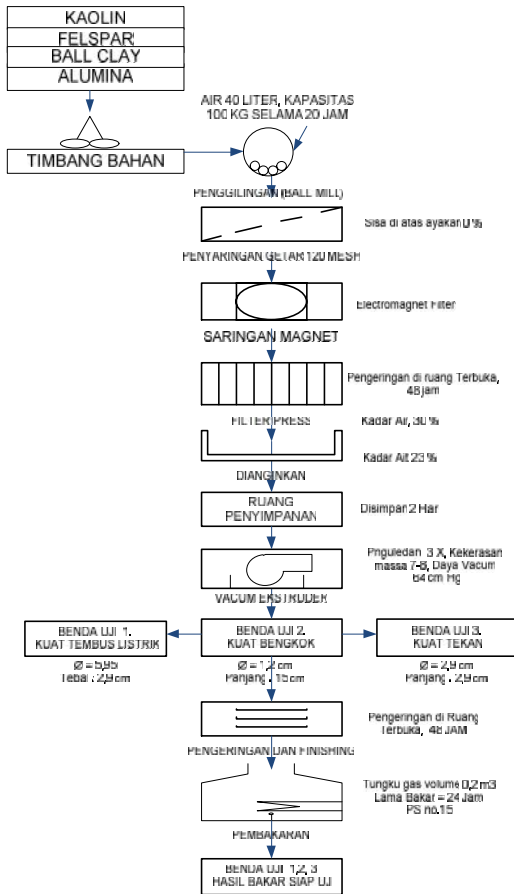 KAOLIN
FELSPAR
BALL CLAY
ALUMINA
AIR 40 LITER, KAPASITAS
100 KG SELAMA 20 JAM
TIMBANG BAHAN
PENGGILINGAN (BALL MILL)
Sisa di atas ayakan 0 %
PENYARINGAN GETAR 120 MESH
Electromagnet Filter
SARINGAN MAGNET
Pengeringan di ruang Terbuka,
48 jam
FILTER PRESS
Kadar Air, 30 %
Kadar Ait 23 %
DIANGINKAN
RUANG
PENYIMPANAN
Disimpan 2 Har
Pnguledan 3 X, Kekerasan
massa 7-8, Daya Vacum
64 cm Hg
VACUM EKSTRUDER
BENDA UJI 1.
KUAT TEMBUS LISTRIK
BENDA UJI 2.
KUAT BENGKOK
BENDA UJI 3.
KUAT TEKAN
Ø = 5,95
Tebal : 2,9 cm
Ø = 1,2 cm
Panjang : 15 cm
Ø = 2,9 cm
Panjang : 2,9 cm
Pengeringan di Ruang
Terbuka, 48 JAM
PENGERINGAN DAN FINISHING
Tungku gas volume 0,2 m3
Lama Bakar = 24 Jam
PS no.15
PEMBAKARAN
BENDA UJI 1,2, 3
HASIL BAKAR SIAP UJI